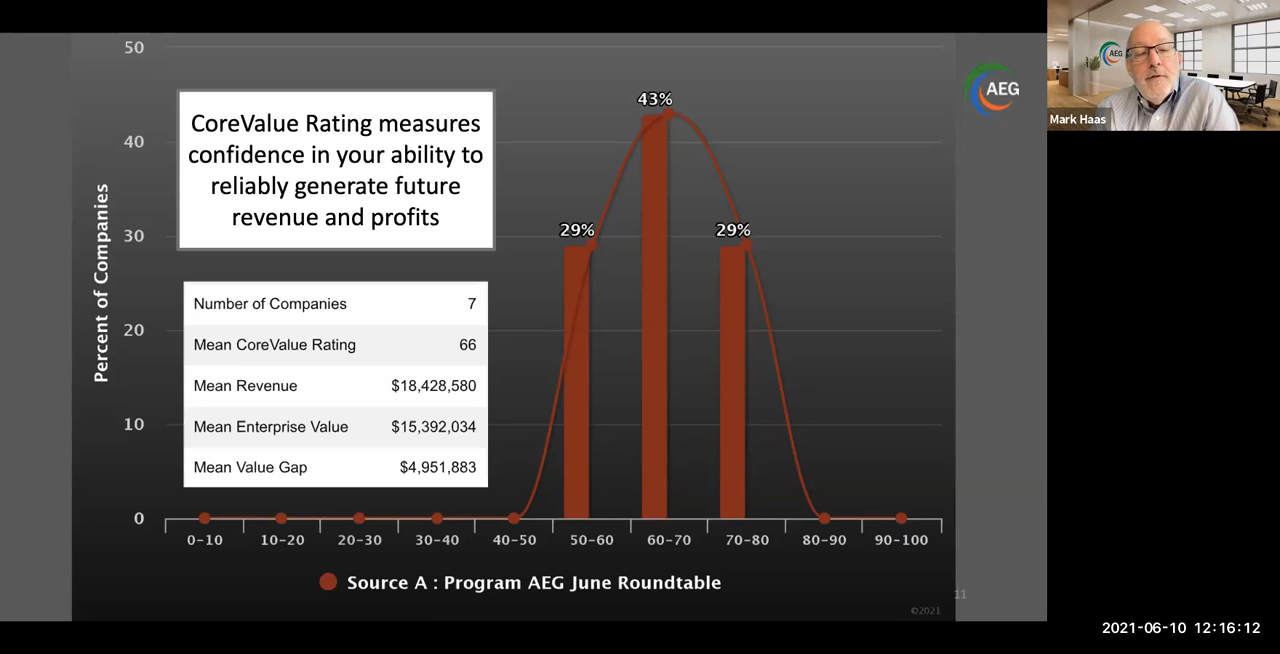 50
40
30
20
10
0
Percent of Companies
CoreValue Rating measures
confidence in your ability to
reliably generate future
revenue and profits
Number of Companies 7
Mean CoreValue Rating 66
Mean Revenue $18,428,580
Mean Enterprise Value $15,392,034
Mean Value Gap $4,951,883
29%
43%
29%
0-10 10-20 20-30 30-40 40-50 50-60 60-70 70-80 80-90 90-100
Source A : Program AEG June Roundtable
©2021
11
AEG
AEG
Mark Haas
2021-06-10 12:16:12